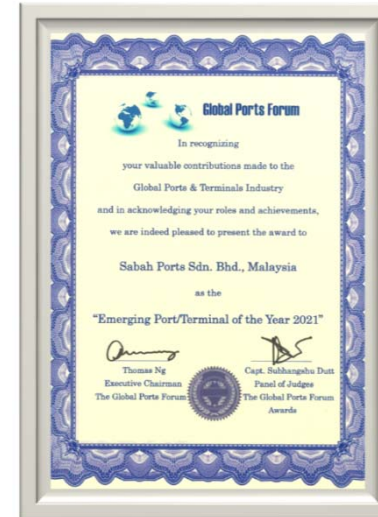 Global Ports Forum
In recognizing
your valuable contributions made to the
Global Ports & Terminals Industry
and in acknowledging your roles and achievements,
we are indeed pleased to present the award to
Sabah Ports Sdn. Bhd., Malaysia
as the
"Emerging Port/Terminal of the Year 2021"
Thomas Ng
Executive Chairman
The Global Ports Forum
Capt. Subhangshu Dutt
Panel of Judges
The Global Ports Forum
Awards